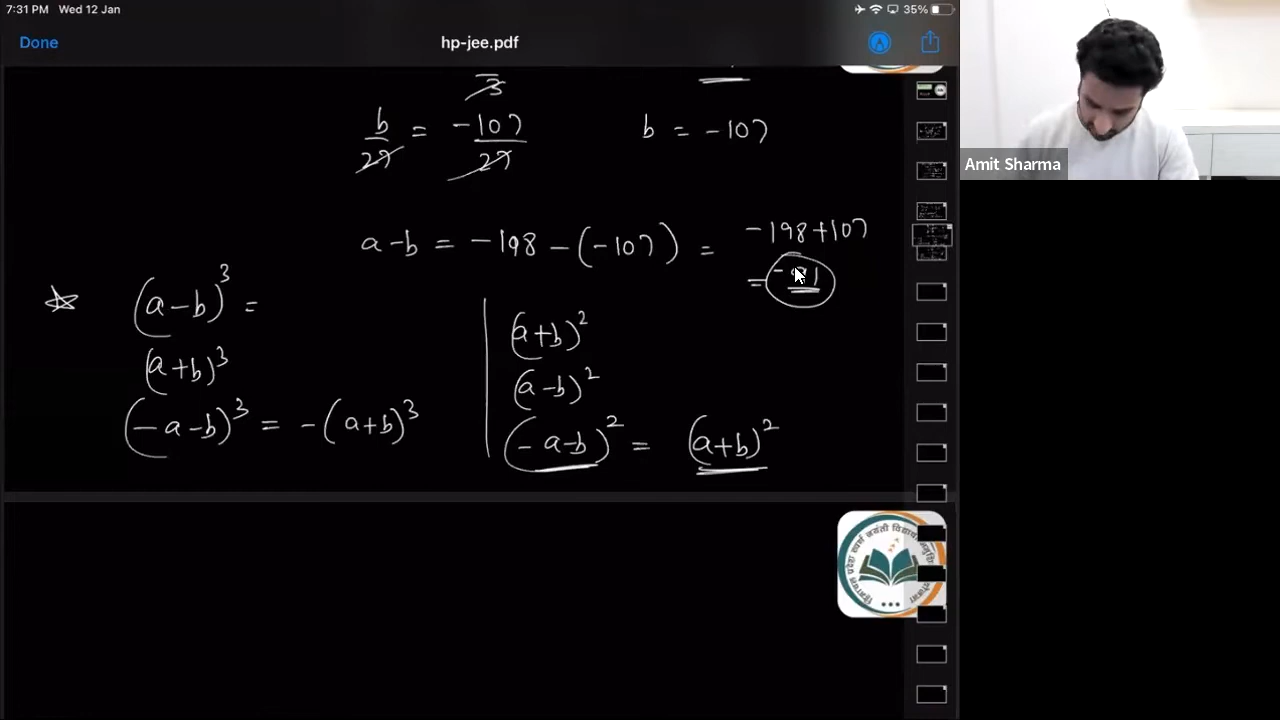 7:31 PM Wed 12 Jan
35%
Done
hp-jee.pdf
3
b/27 = -107/27
b = -107
a-b = -198 - (-107) = -198+107
= -91
(a-b)³ =
(a+b)³
(-a-b)³ = -(a+b)³
(a+b)²
(a-b)²
(-a-b)² = (a+b)²
Amit Sharma